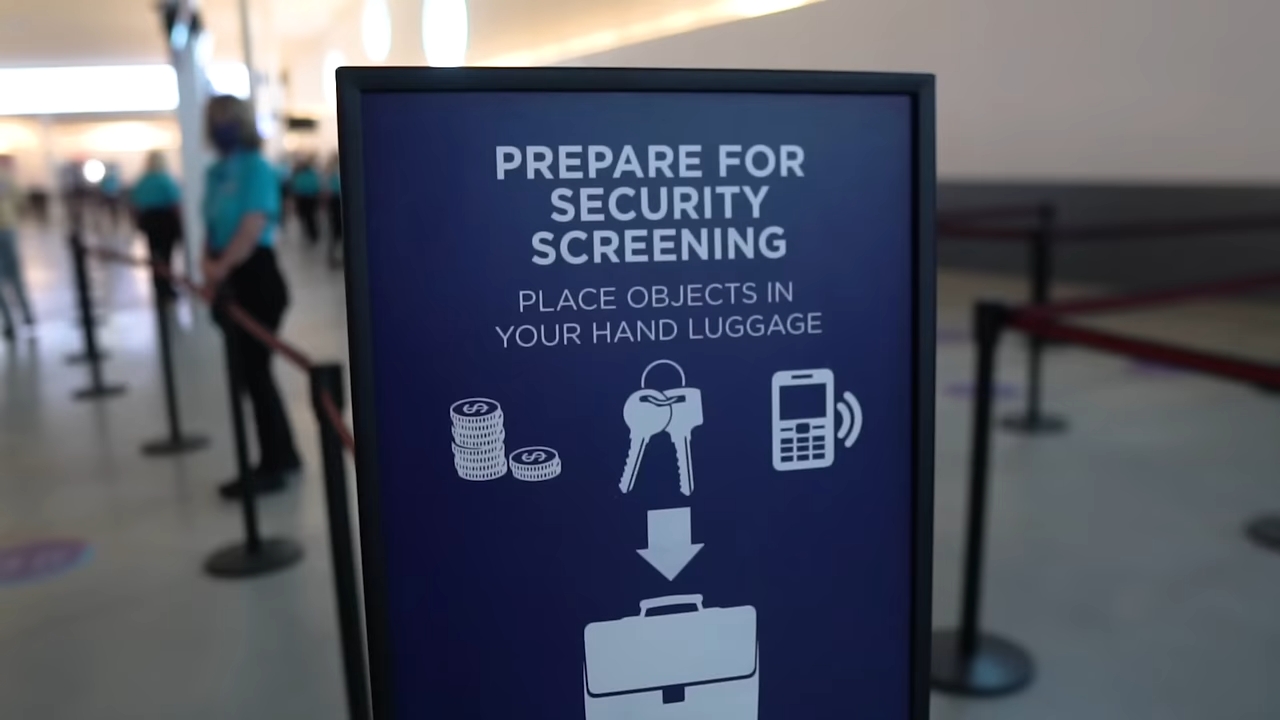 PREPARE FOR
SECURITY
SCREENING
PLACE OBJECTS IN
YOUR HAND LUGGAGE
$
$